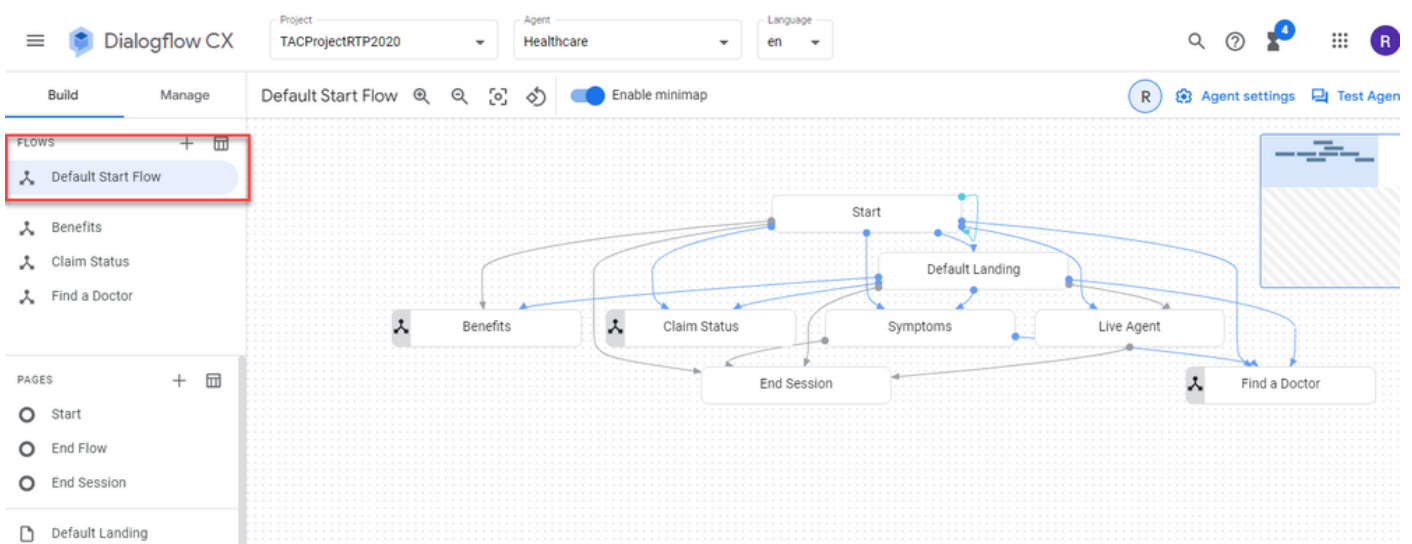 Project
Agent
Language
Dialogflow CX
TACProjectRTP2020
Healthcare
en
4
R
Build
Manage
Default Start Flow
Enable minimap
R
Agent settings
Test Agen
FLOWS
Default Start Flow
Benefits
Claim Status
Find a Doctor
PAGES
Start
End Flow
End Session
Default Landing
Start
Default Landing
Benefits
Claim Status
Symptoms
Live Agent
End Session
Find a Doctor